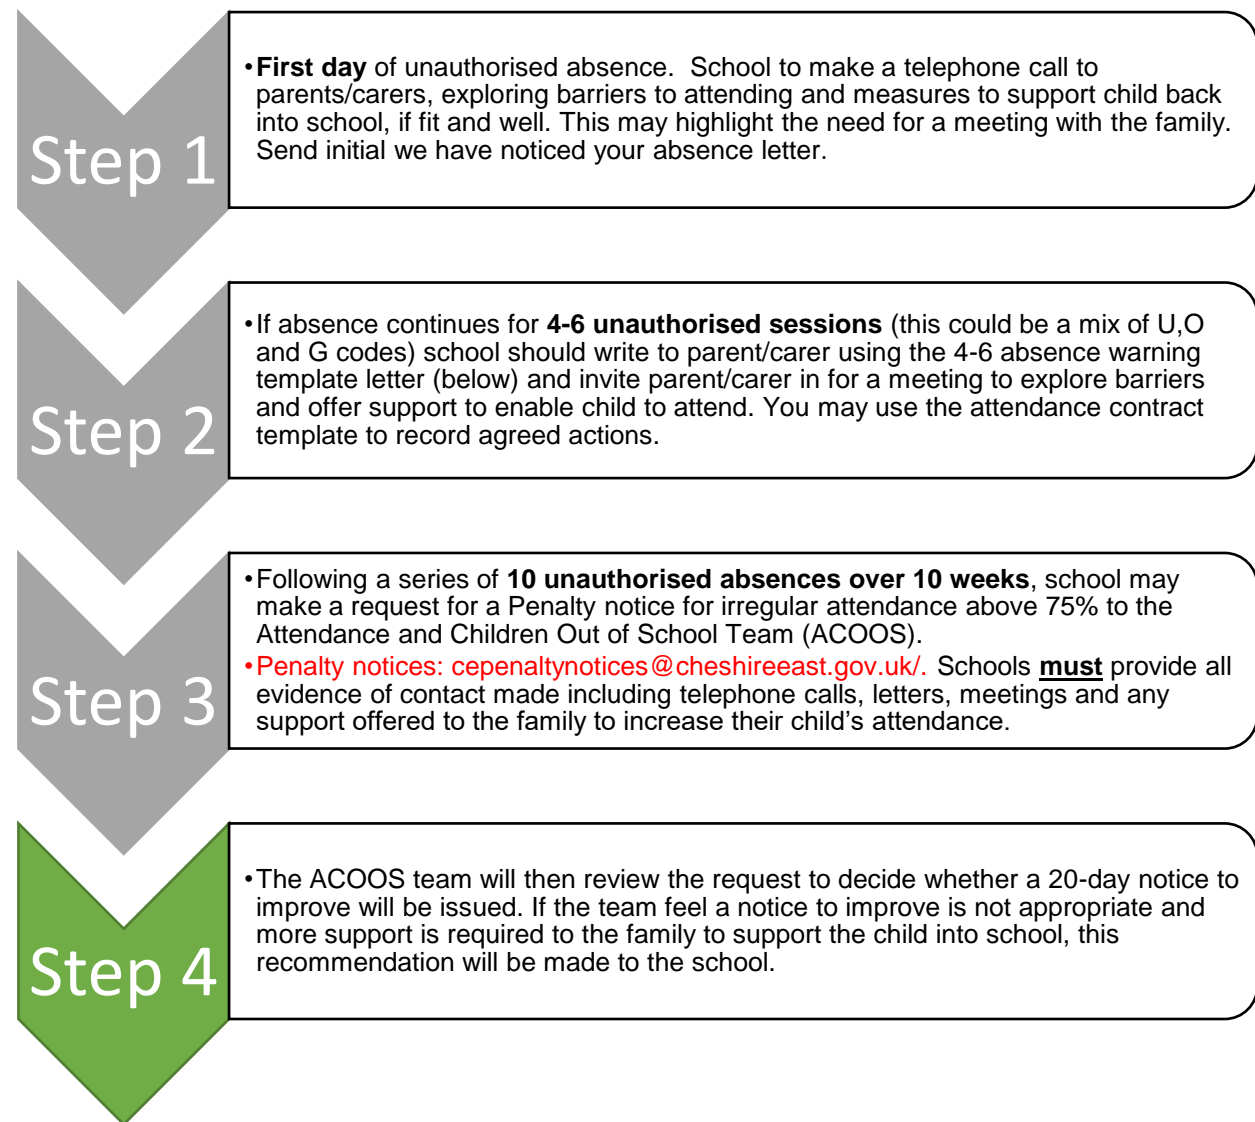 Step 1
•First day of unauthorised absence.  School to make a telephone call to
parents/carers, exploring barriers to attending and measures to support child back
into school, if fit and well. This may highlight the need for a meeting with the family.
Send initial we have noticed your absence letter.
Step 2
•If absence continues for 4-6 unauthorised sessions (this could be a mix of U,O
and G codes) school should write to parent/carer using the 4-6 absence warning
template letter (below) and invite parent/carer in for a meeting to explore barriers
and offer support to enable child to attend. You may use the attendance contract
template to record agreed actions.
Step 3
•Following a series of 10 unauthorised absences over 10 weeks, school may
make a request for a Penalty notice for irregular attendance above 75% to the
Attendance and Children Out of School Team (ACOOS).
•Penalty notices: cepenaltynotices@cheshireeast.gov.uk/. Schools must provide all
evidence of contact made including telephone calls, letters, meetings and any
support offered to the family to increase their child’s attendance.
Step 4
•The ACOOS team will then review the request to decide whether a 20-day notice to
improve will be issued. If the team feel a notice to improve is not appropriate and
more support is required to the family to support the child into school, this
recommendation will be made to the school.